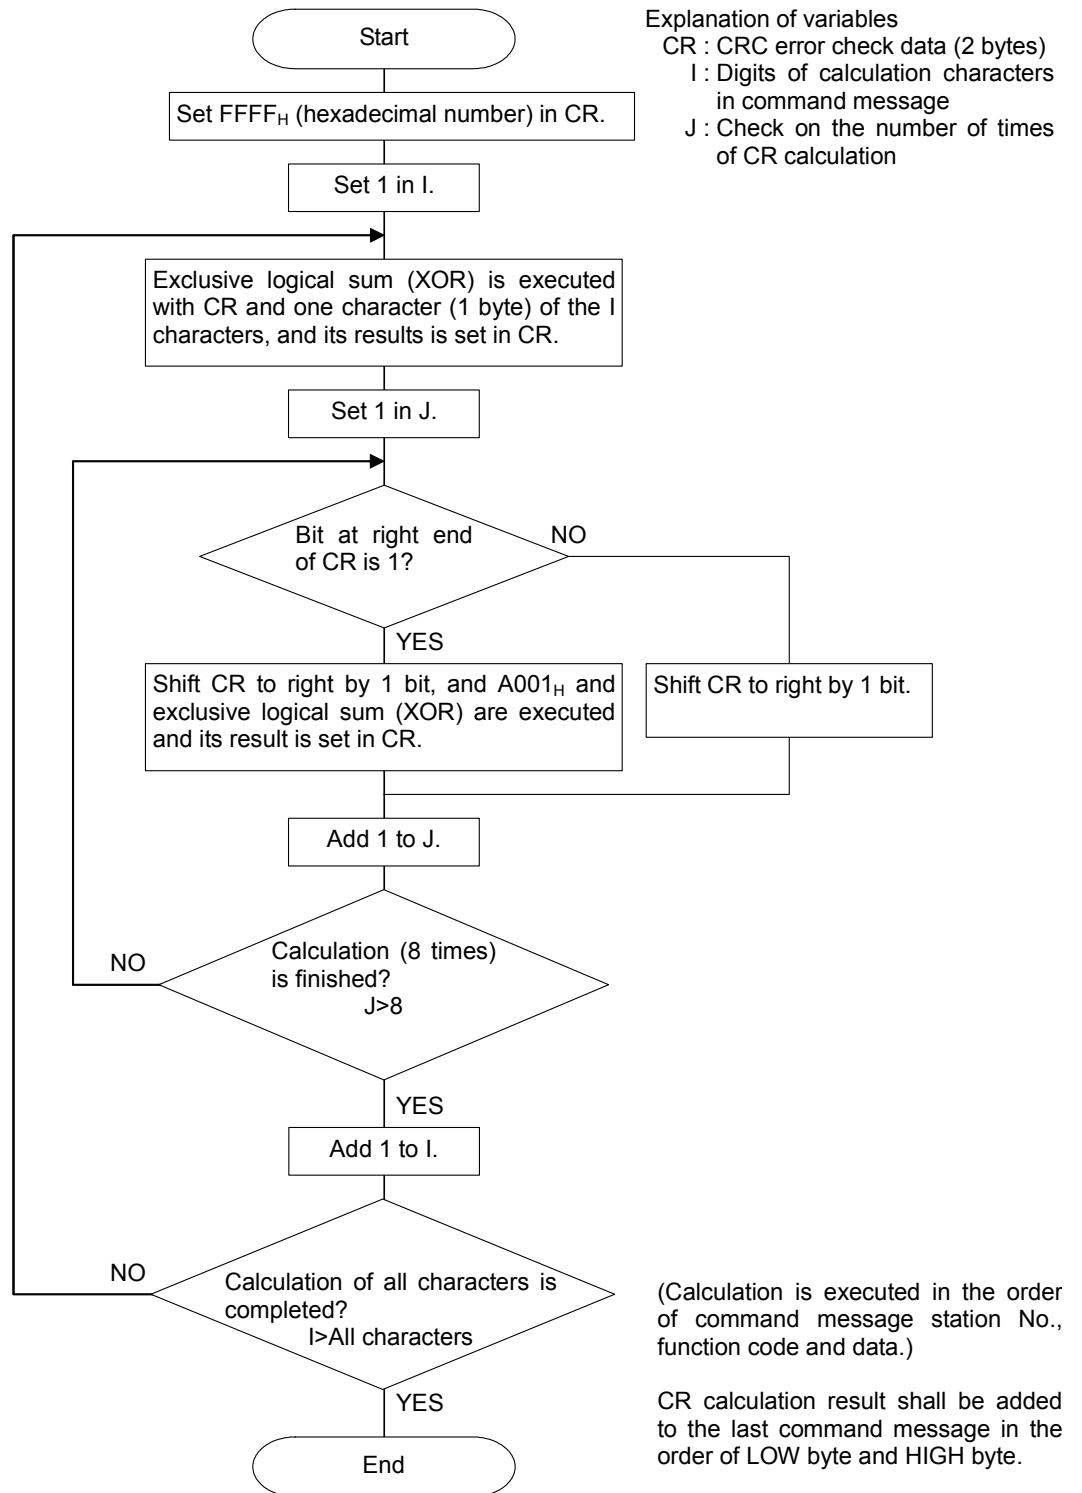 Start
Explanation of variables
CR : CRC error check data (2 bytes)
I : Digits of calculation characters
in command message
J : Check on the number of times
of CR calculation
Set FFFFH (hexadecimal number) in CR.
Set 1 in I.
Exclusive logical sum (XOR) is executed
with CR and one character (1 byte) of the I
characters, and its results is set in CR.
Set 1 in J.
Bit at right end
of CR is 1?
NO
YES
Shift CR to right by 1 bit, and A001H and
exclusive logical sum (XOR) are executed
and its result is set in CR.
Shift CR to right by 1 bit.
Add 1 to J.
Calculation (8 times)
is finished?
J>8
NO
YES
Add 1 to I.
NO
Calculation of all characters is
completed?
I>All characters
YES
End
(Calculation is executed in the order
of command message station No.,
function code and data.)
CR calculation result shall be added
to the last command message in the
order of LOW byte and HIGH byte.